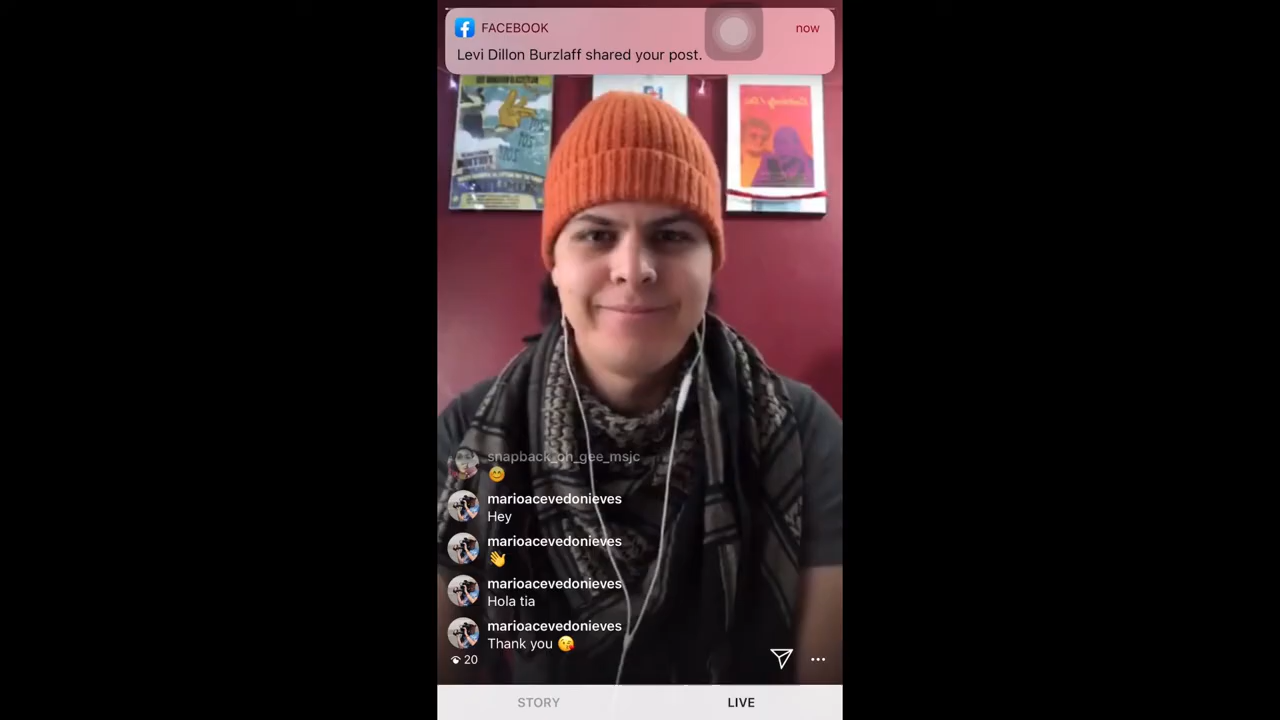 FACEBOOK
now
Levi Dillon Burzlaff shared your post.
snapback_on_gee_msjc
😊
marioacevedonieves
Hey
marioacevedonieves
👋
marioacevedonieves
Hola tia
marioacevedonieves
Thank you 😘
20
STORY
LIVE